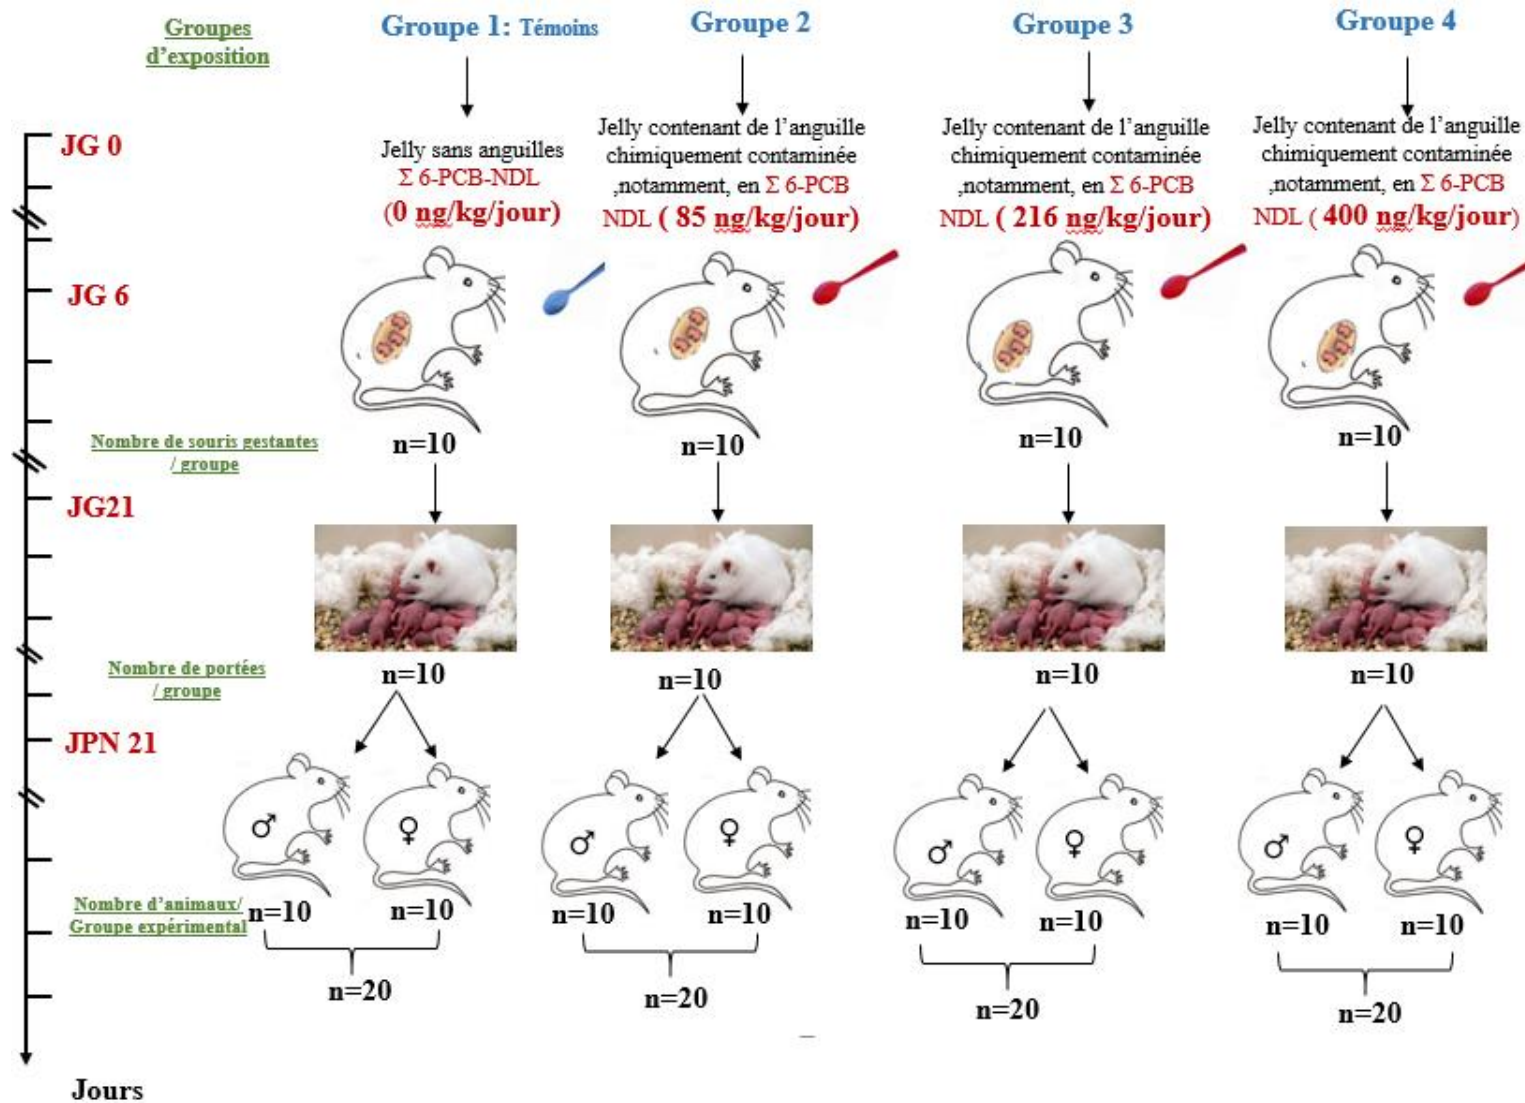 Groupes
d’exposition
Groupe 1: Témoins
Groupe 2
Groupe 3
Groupe 4
JG 0
Jelly sans anguilles
Σ 6-PCB-NDL
(0 ng/kg/jour)
Jelly contenant de l’anguille
chimiquement contaminée
,notamment, en Σ 6-PCB
NDL ( 85 ng/kg/jour)
Jelly contenant de l’anguille
chimiquement contaminée
,notamment, en Σ 6-PCB
NDL ( 216 ng/kg/jour)
Jelly contenant de l’anguille
chimiquement contaminée
,notamment, en Σ 6-PCB
NDL ( 400 ng/kg/jour)
JG 6
Nombre de souris gestantes
/ groupe
n=10
n=10
n=10
n=10
JG21
Nombre de portées
/ groupe
n=10
n=10
n=10
n=10
JPN 21
♂
♀
♂
♀
♂
♀
♂
♀
Nombre d’animaux/
Groupe expérimental
n=10
n=10
n=10
n=10
n=10
n=10
n=10
n=10
n=20
n=20
n=20
n=20
Jours